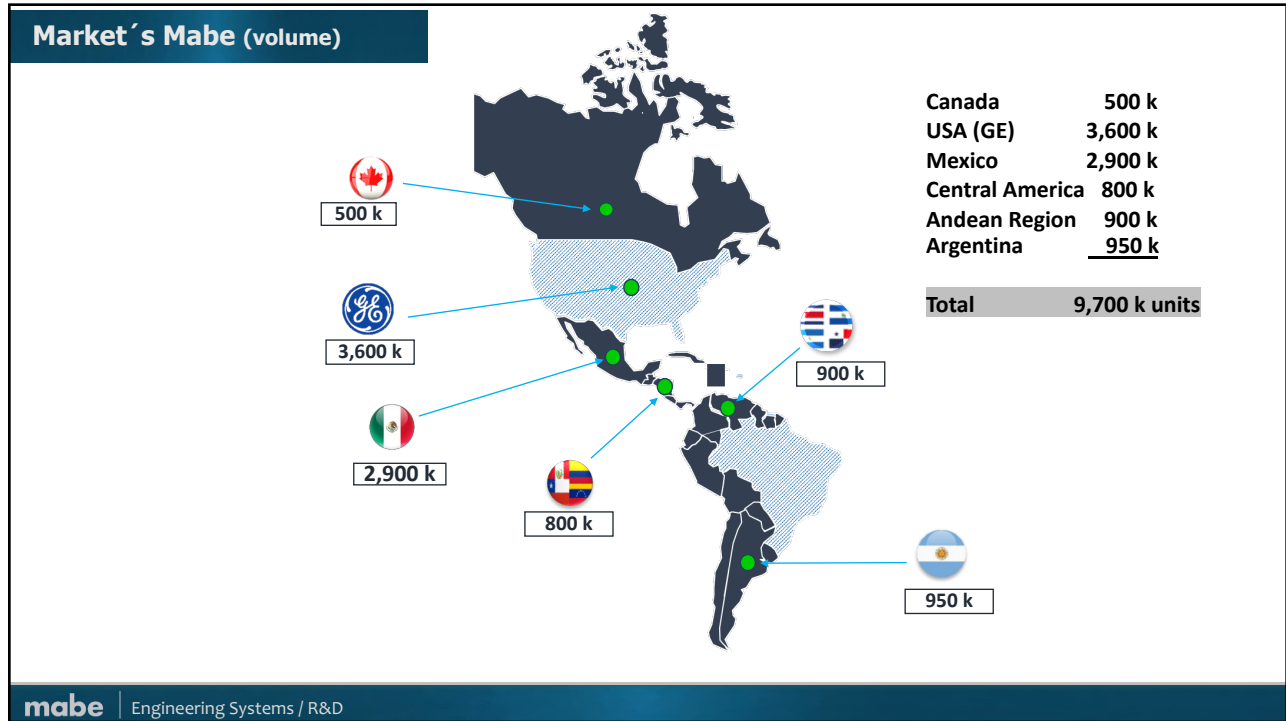 Market´s Mabe (volume)
Canada 500 k
USA (GE) 3,600 k
Mexico 2,900 k
Central America 800 k
Andean Region 900 k
Argentina 950 k
Total 9,700 k units
500 k
GE
3,600 k
900 k
2,900 k
800 k
950 k
mabe Engineering Systems / R&D